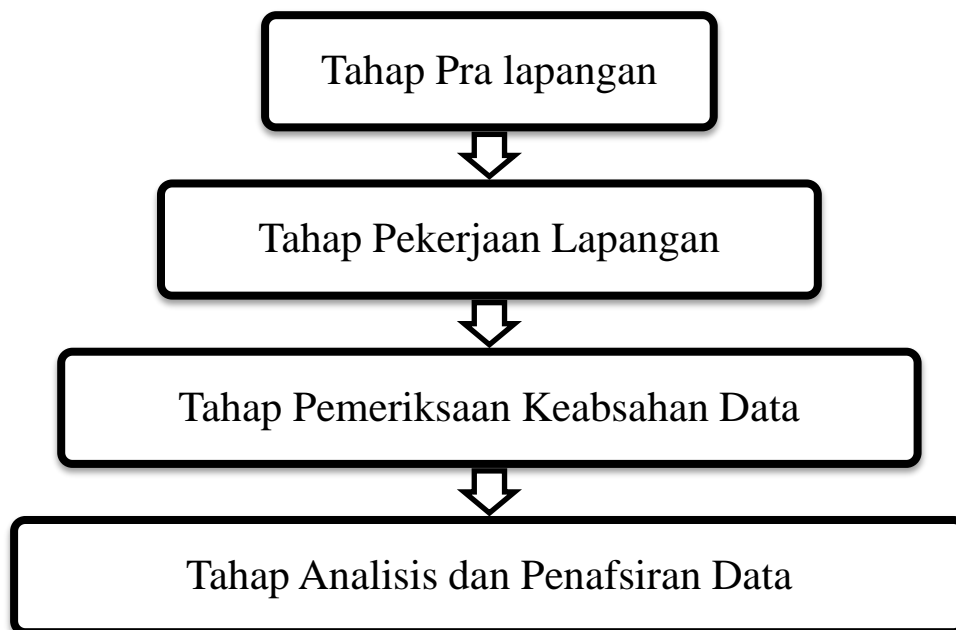 Tahap Pra lapangan
Tahap Pekerjaan Lapangan
Tahap Pemeriksaan Keabsahan Data
Tahap Analisis dan Penafsiran Data